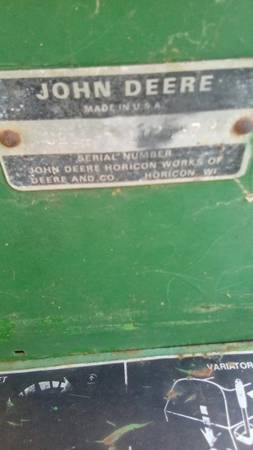 JOHN DEERE
MADE IN U.S.A.
SERIAL NUMBER
JOHN DEERE HORICON WORKS OF
DEERE AND CO. HORICON WI
VARIATOR